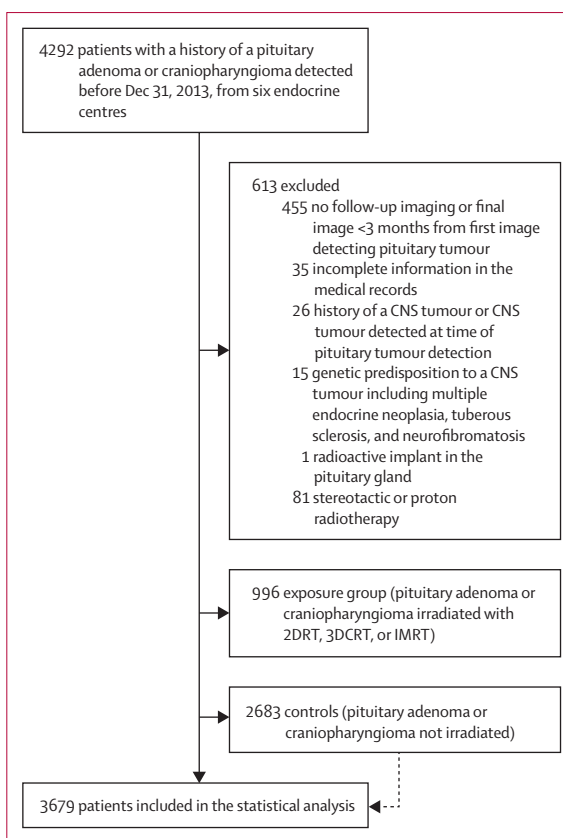 4292 patients with a history of a pituitary
adenoma or craniopharyngioma detected
before Dec 31, 2013, from six endocrine
centres
613 excluded
455 no follow-up imaging or final
image <3 months from first image
detecting pituitary tumour
35 incomplete information in the
medical records
26 history of a CNS tumour or CNS
tumour detected at time of
pituitary tumour detection
15 genetic predisposition to a CNS
tumour including multiple
endocrine neoplasia, tuberous
sclerosis, and neurofibromatosis
1 radioactive implant in the
pituitary gland
81 stereotactic or proton
radiotherapy
996 exposure group (pituitary adenoma or
craniopharyngioma irradiated with
2DRT, 3DCRT, or IMRT)
2683 controls (pituitary adenoma or
craniopharyngioma not irradiated)
3679 patients included in the statistical analysis